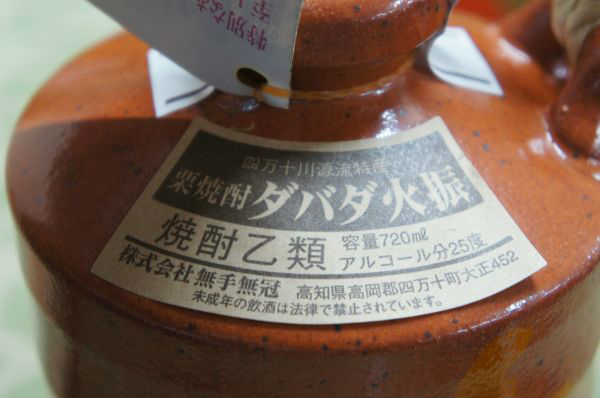 特別な
四万十川源流特産
栗焼酎 ダバダ火振
焼酎乙類 容量720㎖
アルコール分25度
株式会社 無手無冠 高知県高岡郡四万十町大正452
未成年の飲酒は法律で禁止されています。